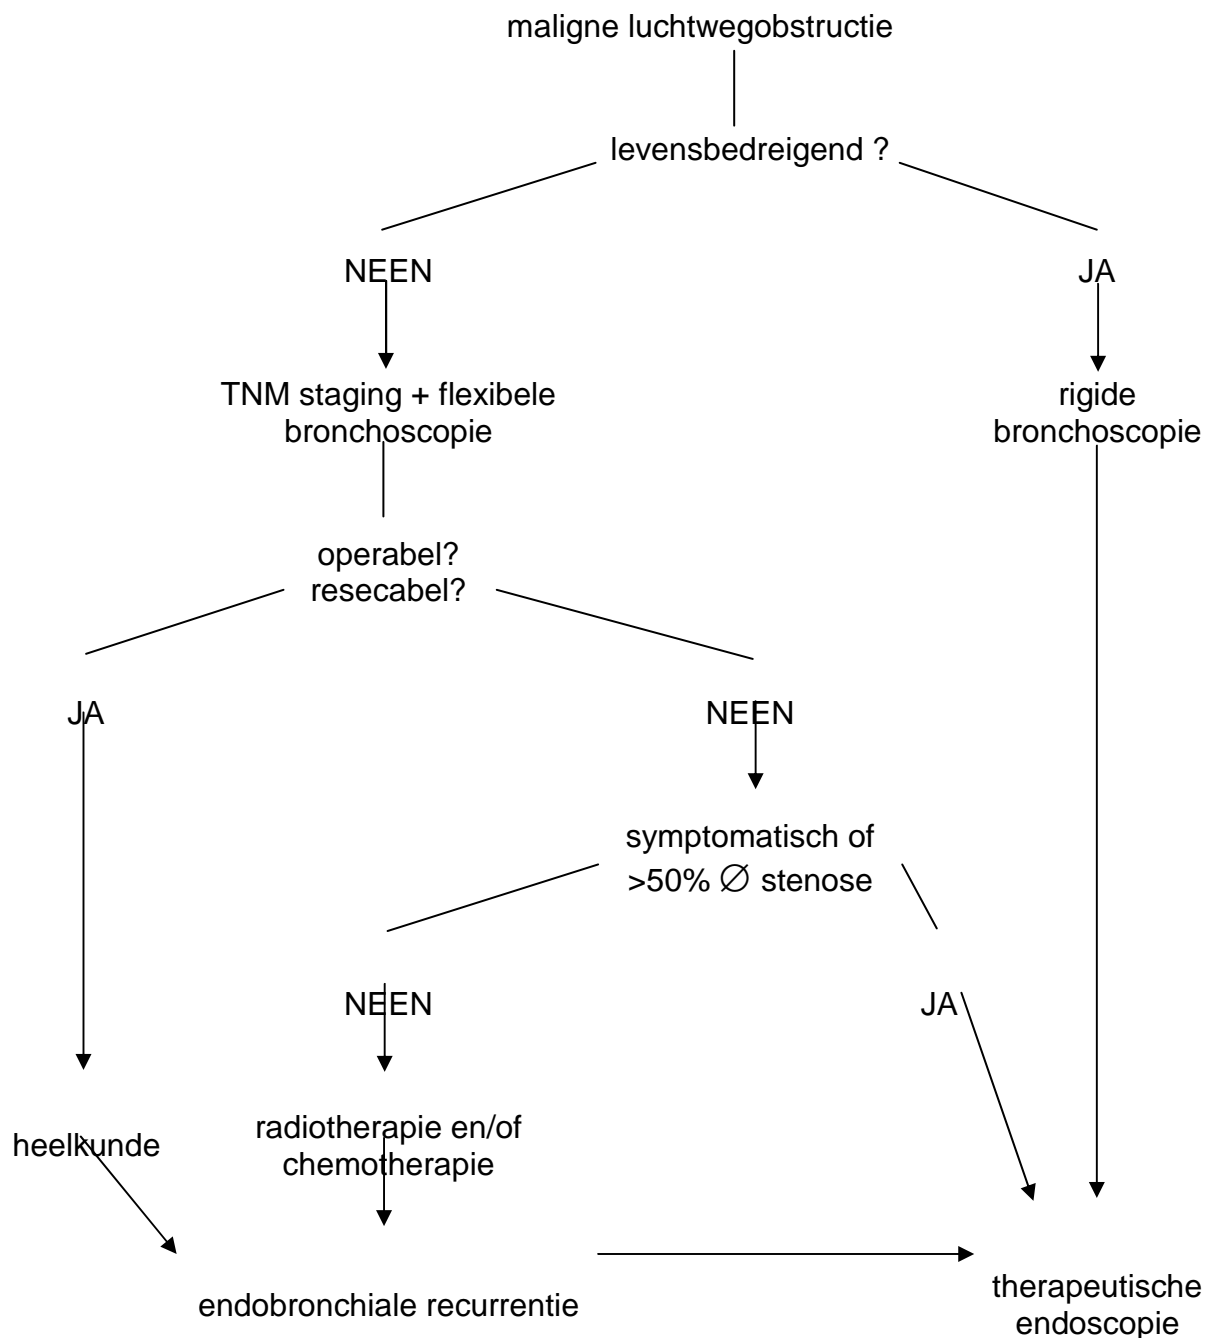 maligne luchtwegobstructie
levensbedreigend ?
NEEN
JA
TNM staging + flexibele
bronchoscopie
rigide
bronchoscopie
operabel?
resecabel?
JA
NEEN
symptomatisch of
>50% ∅ stenose
NEEN
JA
heelkunde
radiotherapie en/of
chemotherapie
endobronchiale recurrentie
therapeutische
endoscopie